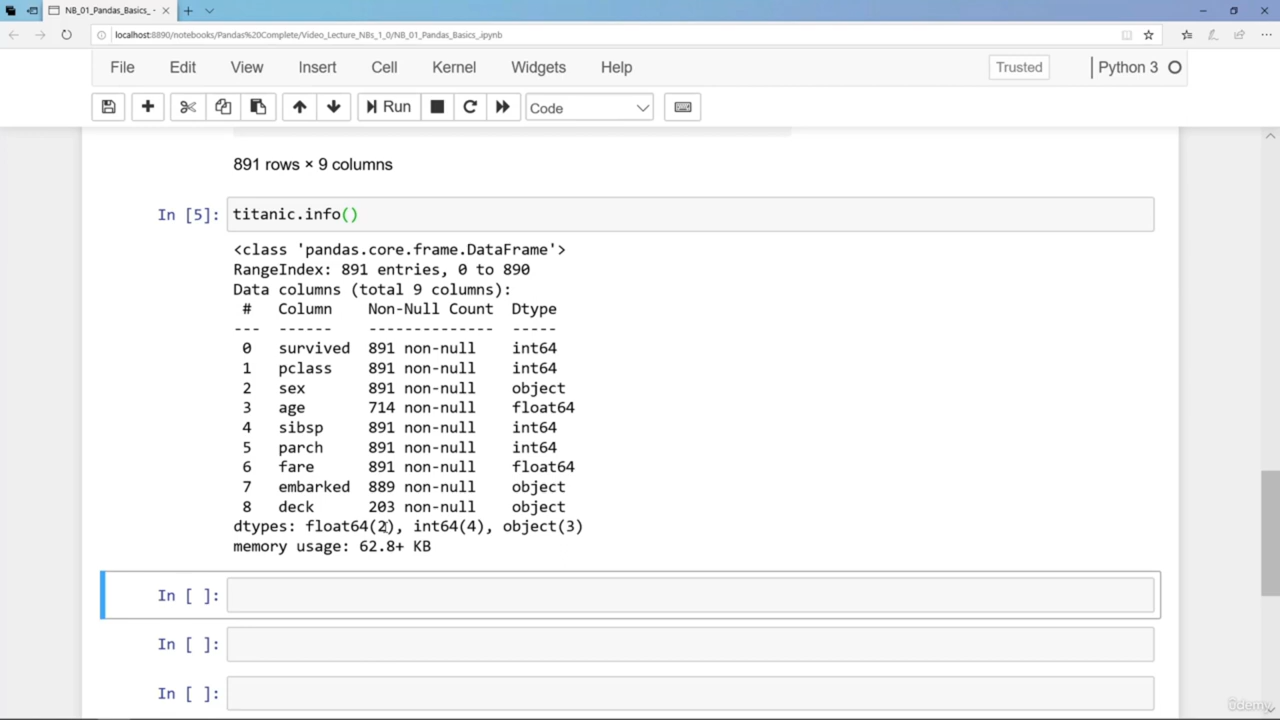 NB_01_Pandas_Basics_ -
localhost:8890/notebooks/Pandas%20Complete/Video_Lecture_NBs_1_0/NB_01_Pandas_Basics_.ipynb
File Edit View Insert Cell Kernel Widgets Help Trusted Python 3
Run Code
891 rows × 9 columns
In [5]: titanic.info()
<class 'pandas.core.frame.DataFrame'>
RangeIndex: 891 entries, 0 to 890
Data columns (total 9 columns):
# Column Non-Null Count Dtype
--- ------ -------------- -----
0 survived 891 non-null int64
1 pclass 891 non-null int64
2 sex 891 non-null object
3 age 714 non-null float64
4 sibsp 891 non-null int64
5 parch 891 non-null int64
6 fare 891 non-null float64
7 embarked 889 non-null object
8 deck 203 non-null object
dtypes: float64(2), int64(4), object(3)
memory usage: 62.8+ KB
In [ ]:
In [ ]:
In [ ]:
ûdemy